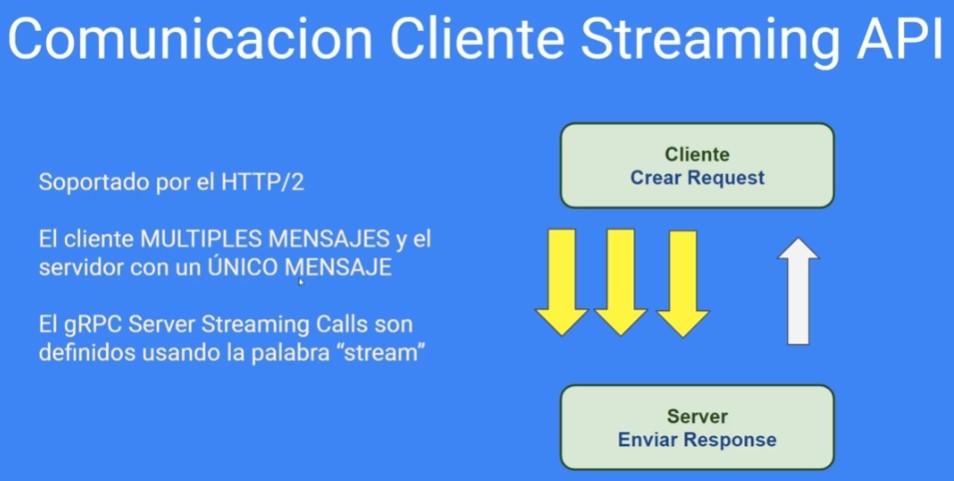 Comunicacion Cliente Streaming API
Soportado por el HTTP/2
El cliente MULTIPLES MENSAJES y el
servidor con un ÚNICO MENSAJE
El gRPC Server Streaming Calls son
definidos usando la palabra “stream”
Cliente
Crear Request
Server
Enviar Response